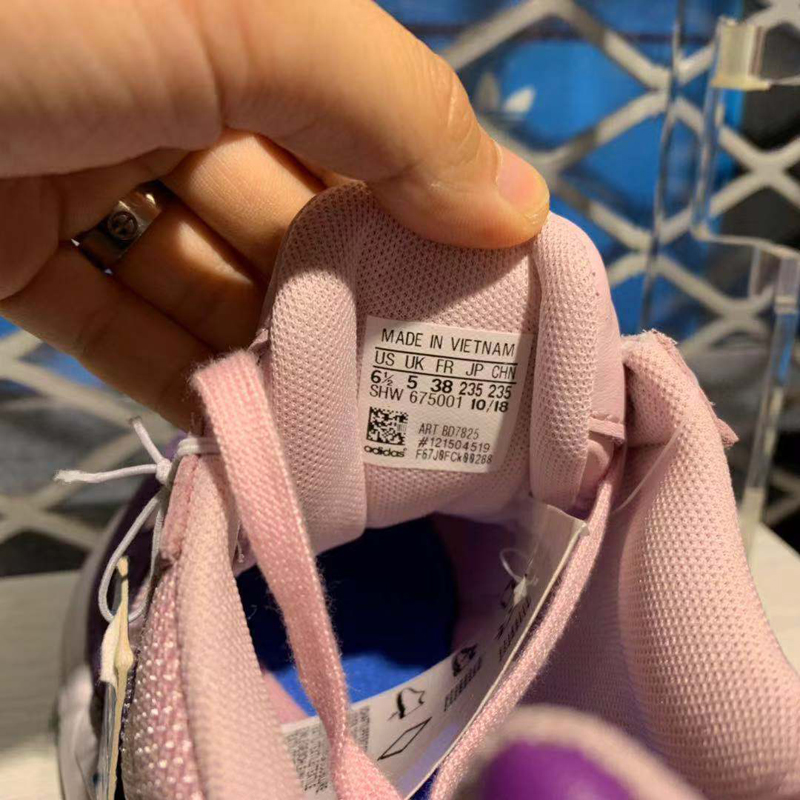 MADE IN VIETNAM
US UK FR JP CHN
6½ 5 38 235 235
SHW 675001 10/18
ART BD7825
#121504519
adidas F67J0FCk00288